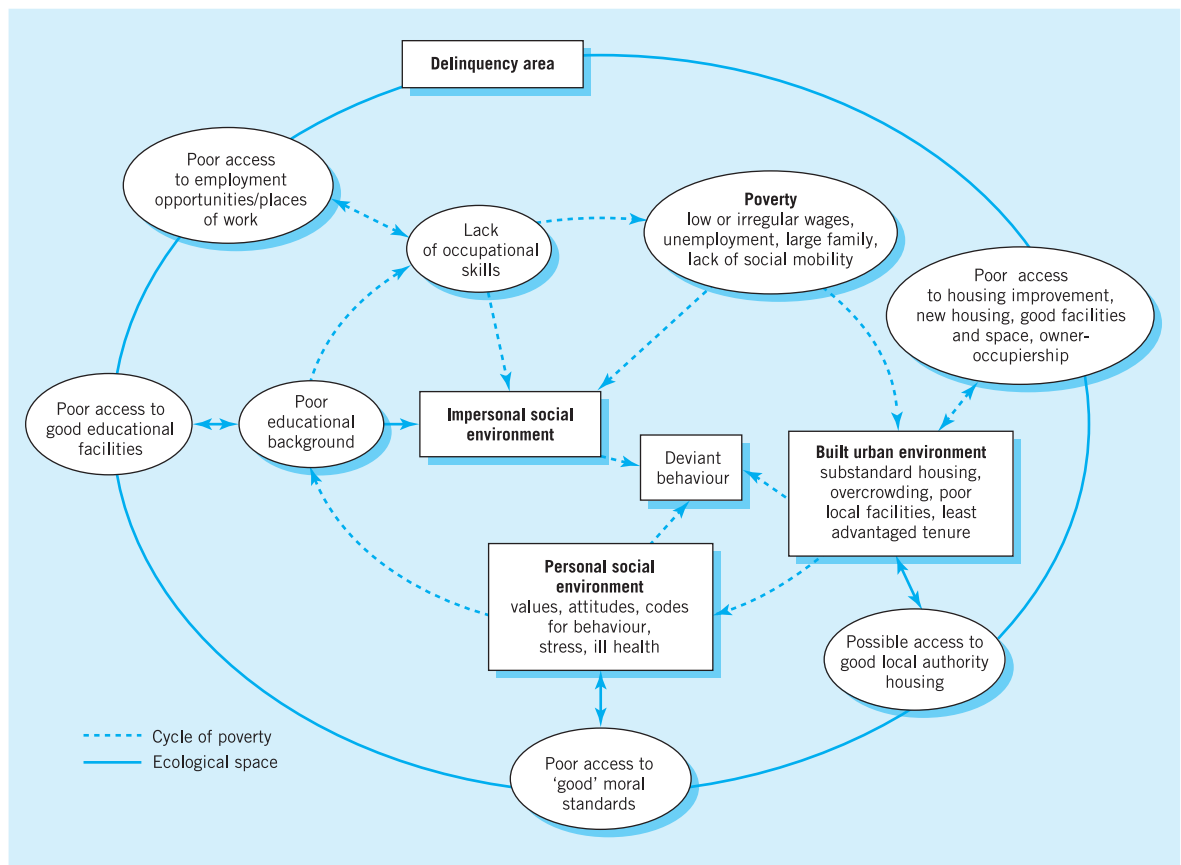 Delinquency area
Poor access
to employment
opportunities/places
of work
Lack
of occupational
skills
Poverty
low or irregular wages,
unemployment, large family,
lack of social mobility
Poor access
to housing improvement,
new housing, good facilities
and space, owner-
occupiership
Poor access to
good educational
facilities
Poor
educational
background
Impersonal social
environment
Deviant
behaviour
Built urban environment
substandard housing,
overcrowding, poor
local facilities, least
advantaged tenure
Personal social
environment
values, attitudes, codes
for behaviour,
stress, ill health
Possible access to
good local authority
housing
Poor access to
‘good’ moral
standards
Cycle of poverty
Ecological space